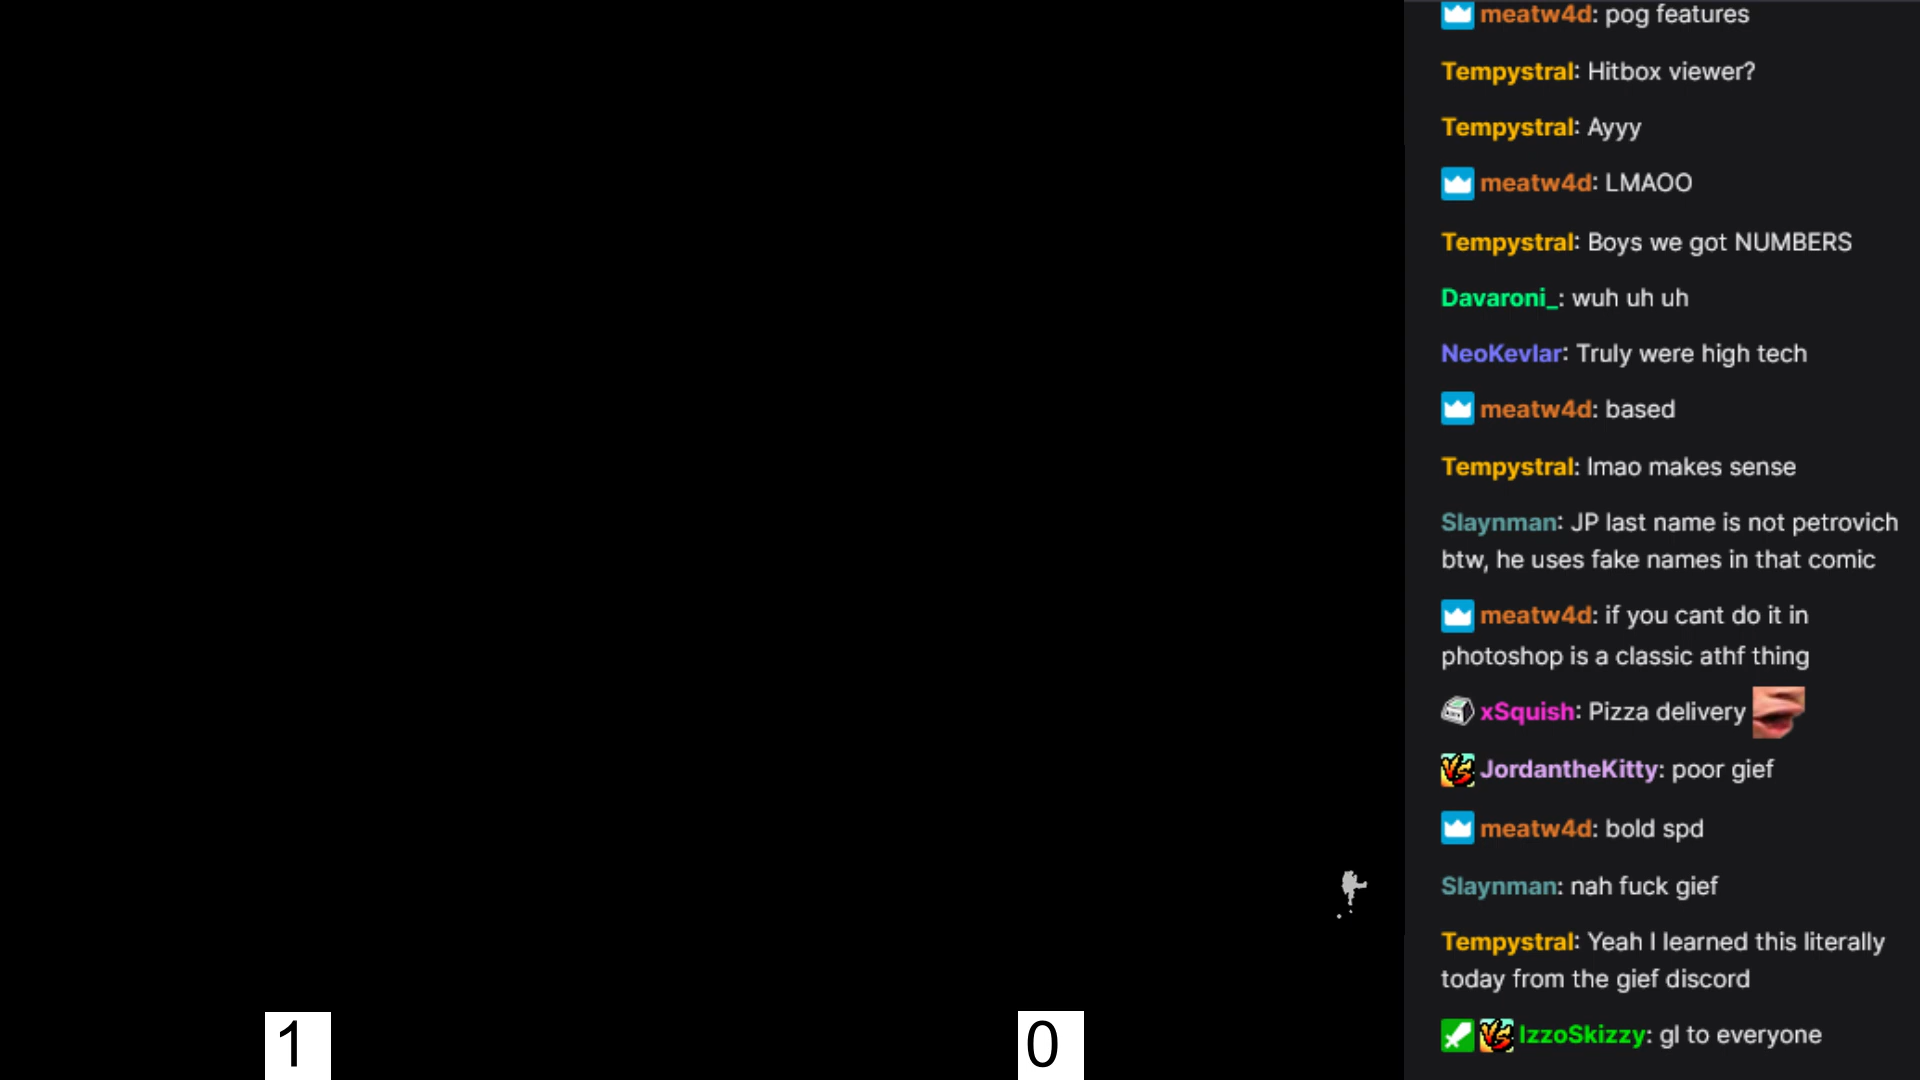 meatw4d: pog features
Tempystral: Hitbox viewer?
Tempystral: Ayyy
meatw4d: LMAOO
Tempystral: Boys we got NUMBERS
Davaroni_: wuh uh uh
NeoKevlar: Truly were high tech
meatw4d: based
Tempystral: lmao makes sense
Slaynman: JP last name is not petrovich
btw, he uses fake names in that comic
meatw4d: if you cant do it in
photoshop is a classic athf thing
xSquish: Pizza delivery
JordantheKitty: poor gief
meatw4d: bold spd
Slaynman: nah fuck gief
Tempystral: Yeah I learned this literally
today from the gief discord
IzzoSkizzy: gl to everyone
1
0